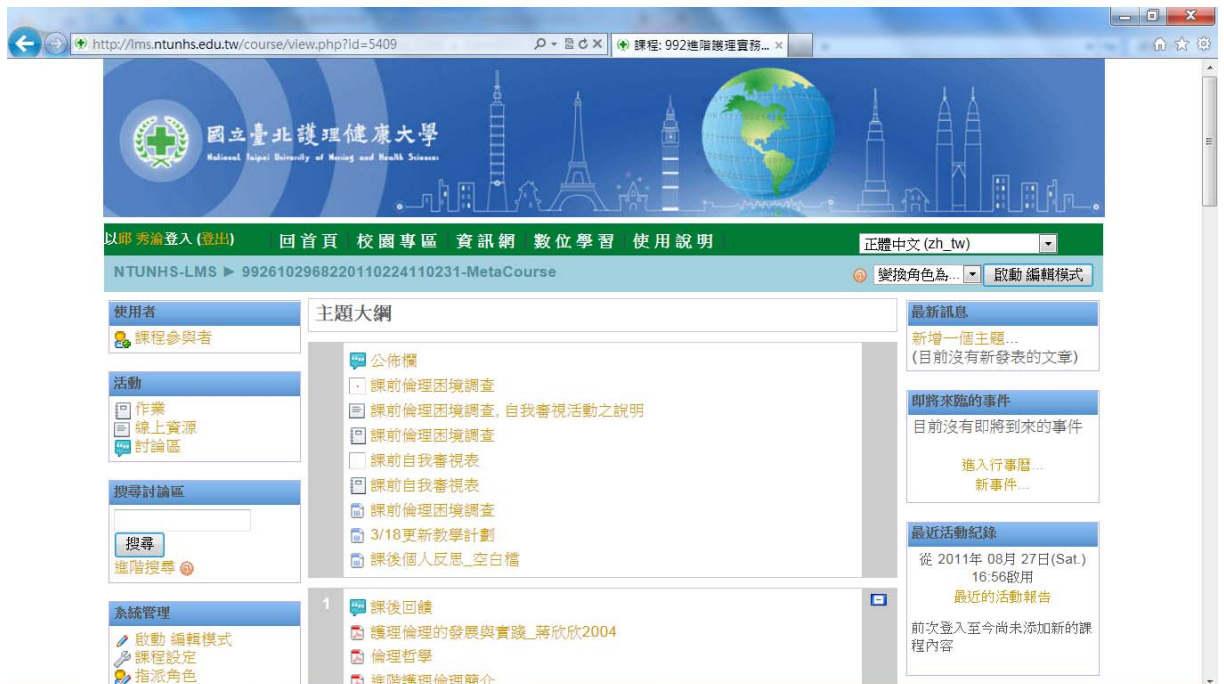 http://lms.ntunhs.edu.tw/course/view.php?id=5409
課程: 992進階護理實務...
國立臺北護理健康大學
National Taipei University of Nursing and Health Sciences
以邱 秀渝登入 (登出)
回首頁 校園專區 資訊網 數位學習 使用說明
正體中文 (zh_tw)
NTUNHS-LMS ► 9926102968220110224110231-MetaCourse
變換角色為...
啟動 編輯模式
使用者
課程參與者
活動
作業
線上資源
討論區
搜尋討論區
搜尋
進階搜尋
系統管理
啟動 編輯模式
課程設定
指派角色
主題大綱
公佈欄
課前倫理困境調查
課前倫理困境調查, 自我審視活動之說明
課前倫理困境調查
課前自我審視表
課前自我審視表
課前倫理困境調查
3/18更新教學計劃
課後個人反思_空白檔
1
課後回饋
護理倫理的發展與實踐_蔣欣欣2004
倫理哲學
進階護理倫理簡介
最新訊息
新增一個主題...
(目前沒有新發表的文章)
即將來臨的事件
目前沒有即將到來的事件
進入行事曆...
新事件...
最近活動紀錄
從 2011年 08月 27日(Sat.)
16:56啟用
最近的活動報告
前次登入至今尚未添加新的課
程內容